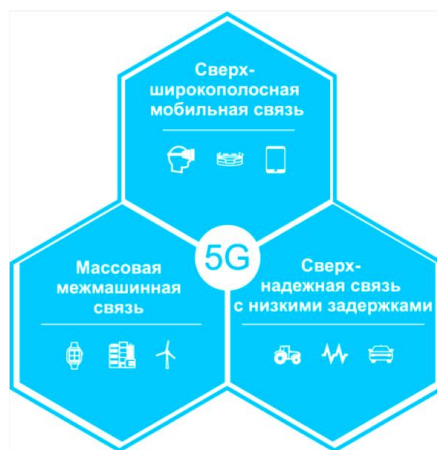 Сверх-
широкополосная
мобильная связь
5G
Массовая
межмашинная
связь
Сверх-
надежная связь
с низкими задержками